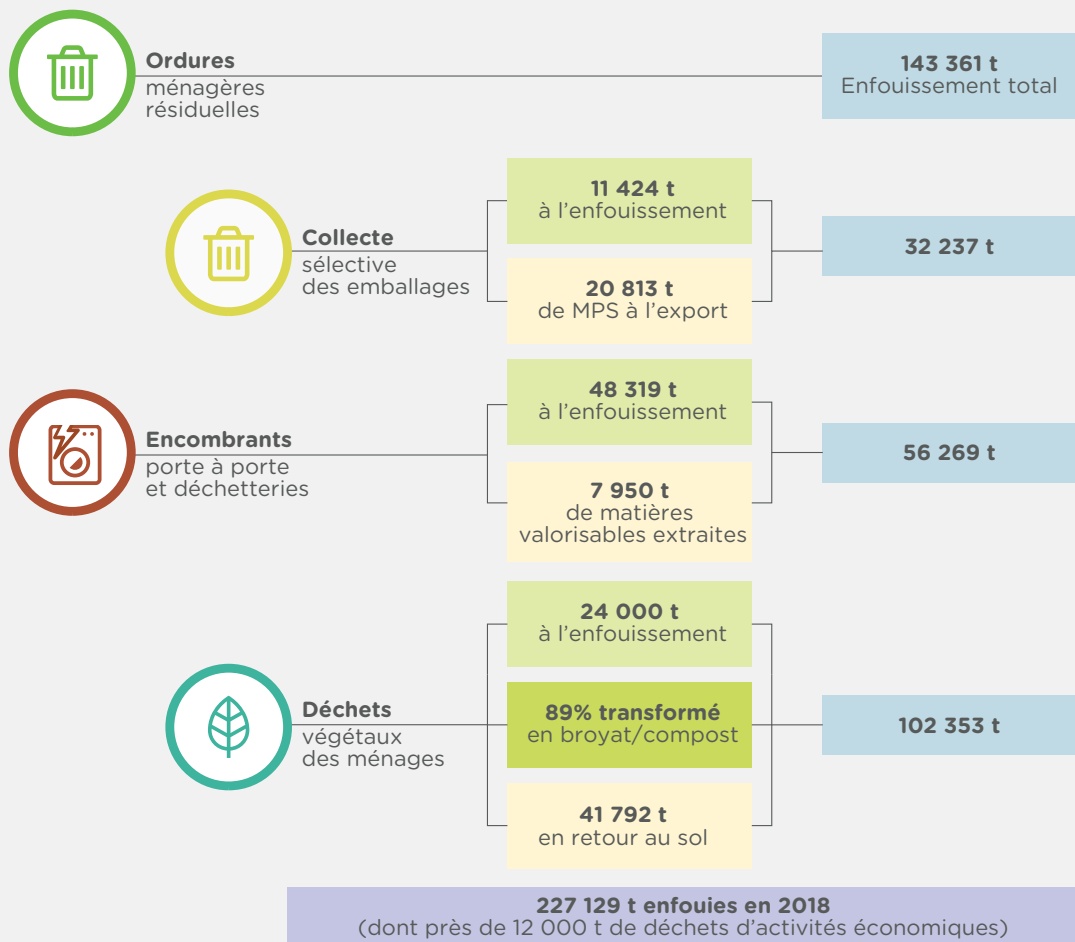 Ordures
ménagères
résiduelles
143 361 t
Enfouissement total
Collecte
sélective
des emballages
11 424 t
à l’enfouissement
20 813 t
de MPS à l’export
32 237 t
Encombrants
porte à porte
et déchetteries
48 319 t
à l’enfouissement
7 950 t
de matières
valorisables extraites
56 269 t
Déchets
végétaux
des ménages
24 000 t
à l’enfouissement
89% transformé
en broyat/compost
41 792 t
en retour au sol
102 353 t
227 129 t enfouies en 2018
(dont près de 12 000 t de déchets d’activités économiques)